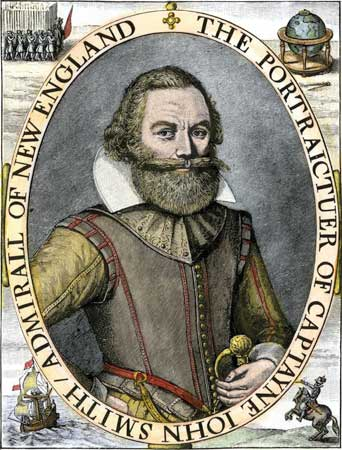 THE PORTRAICTUER OF CAPTAYNE IOHN SMITH / ADMIRALL OF NEW ENGLAND